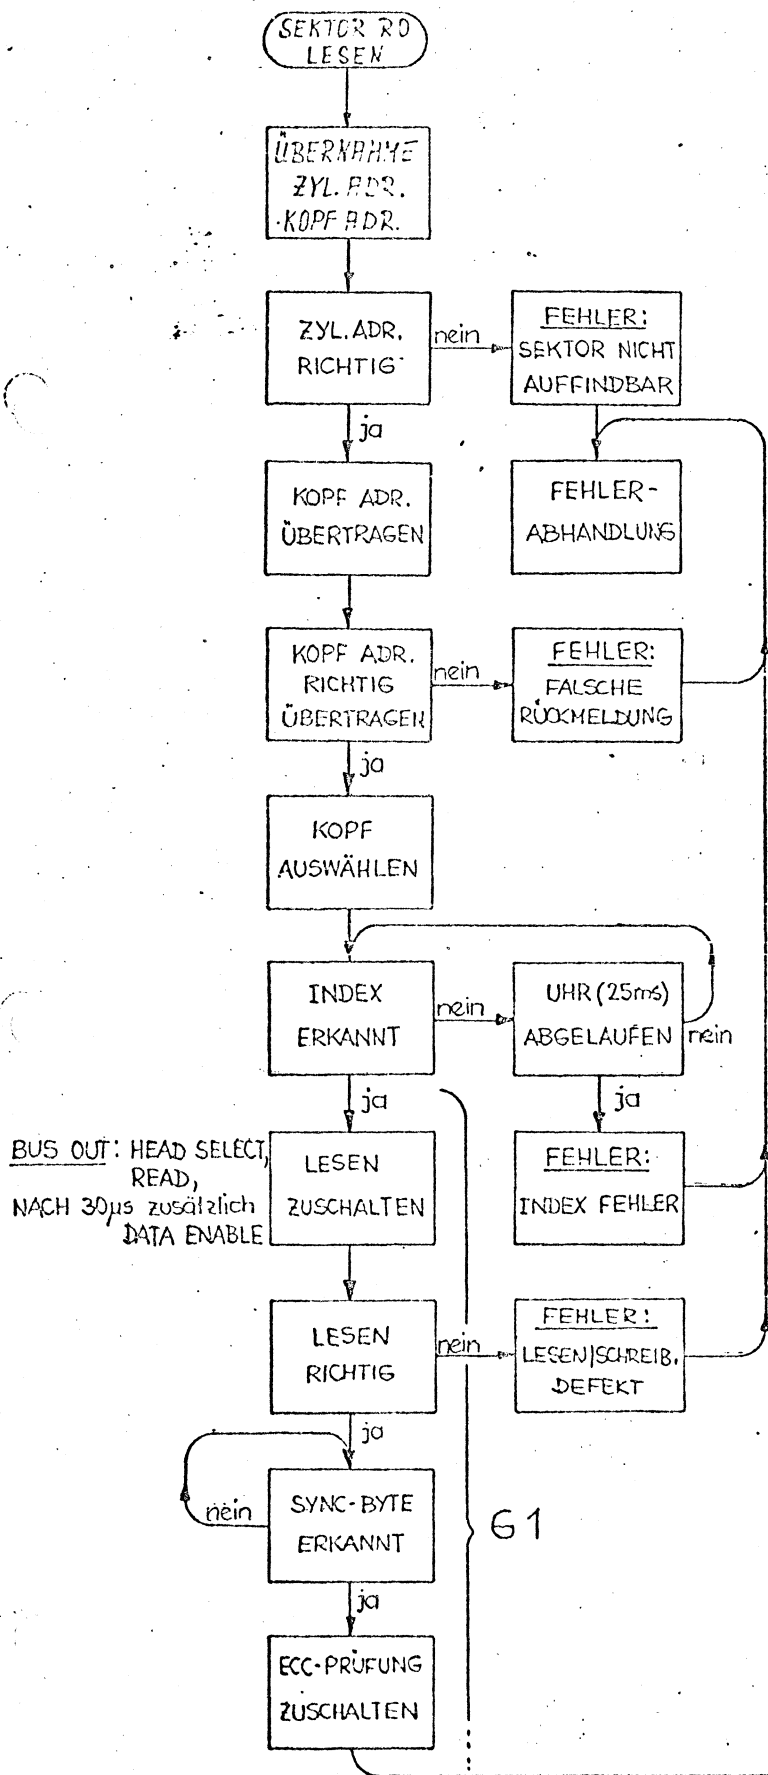 SEKTOR R0
LESEN
ÜBERNAHME
ZYL. ADR.
KOPF ADR.
ZYL. ADR.
RICHTIG
nein
FEHLER:
SEKTOR NICHT
AUFFINDBAR
ja
KOPF ADR.
ÜBERTRAGEN
FEHLER-
ABHANDLUNG
KOPF ADR.
RICHTIG
ÜBERTRAGEN
nein
FEHLER:
FALSCHE
RÜCKMELDUNG
ja
KOPF
AUSWÄHLEN
INDEX
ERKANNT
nein
UHR (25ms)
ABGELAUFEN
nein
ja
ja
BUS OUT: HEAD SELECT,
READ,
NACH 30µs zusätzlich
DATA ENABLE
LESEN
ZUSCHALTEN
FEHLER:
INDEX FEHLER
LESEN
RICHTIG
nein
FEHLER:
LESEN/SCHREIB.
DEFEKT
ja
SYNC-BYTE
ERKANNT
nein
G1
ja
ECC-PRÜFUNG
ZUSCHALTEN